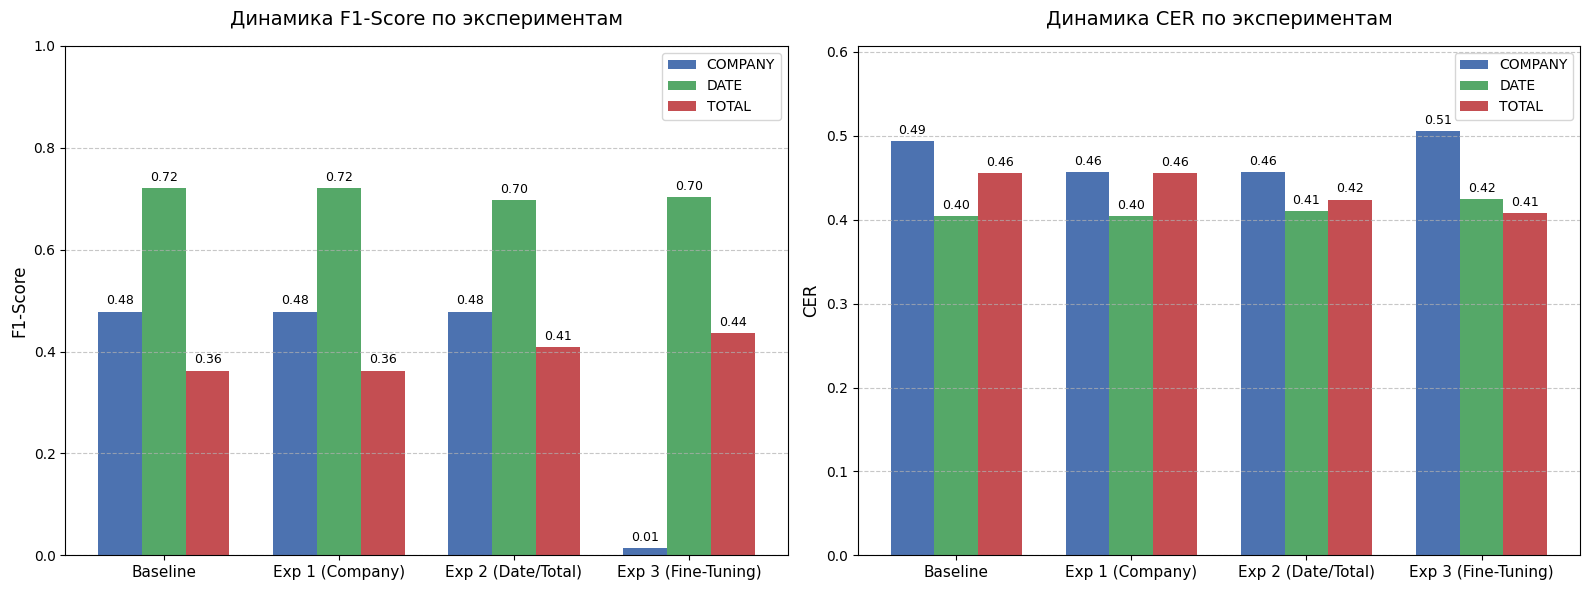 Динамика F1-Score по экспериментам
F1-Score
1.0
0.8
0.6
0.4
0.2
0.0
COMPANY
DATE
TOTAL
0.48
0.72
0.36
0.48
0.72
0.36
0.48
0.70
0.41
0.01
0.70
0.44
Baseline
Exp 1 (Company)
Exp 2 (Date/Total)
Exp 3 (Fine-Tuning)
Динамика CER по экспериментам
CER
0.6
0.5
0.4
0.3
0.2
0.1
0.0
COMPANY
DATE
TOTAL
0.49
0.40
0.46
0.46
0.40
0.46
0.46
0.41
0.42
0.51
0.42
0.41
Baseline
Exp 1 (Company)
Exp 2 (Date/Total)
Exp 3 (Fine-Tuning)